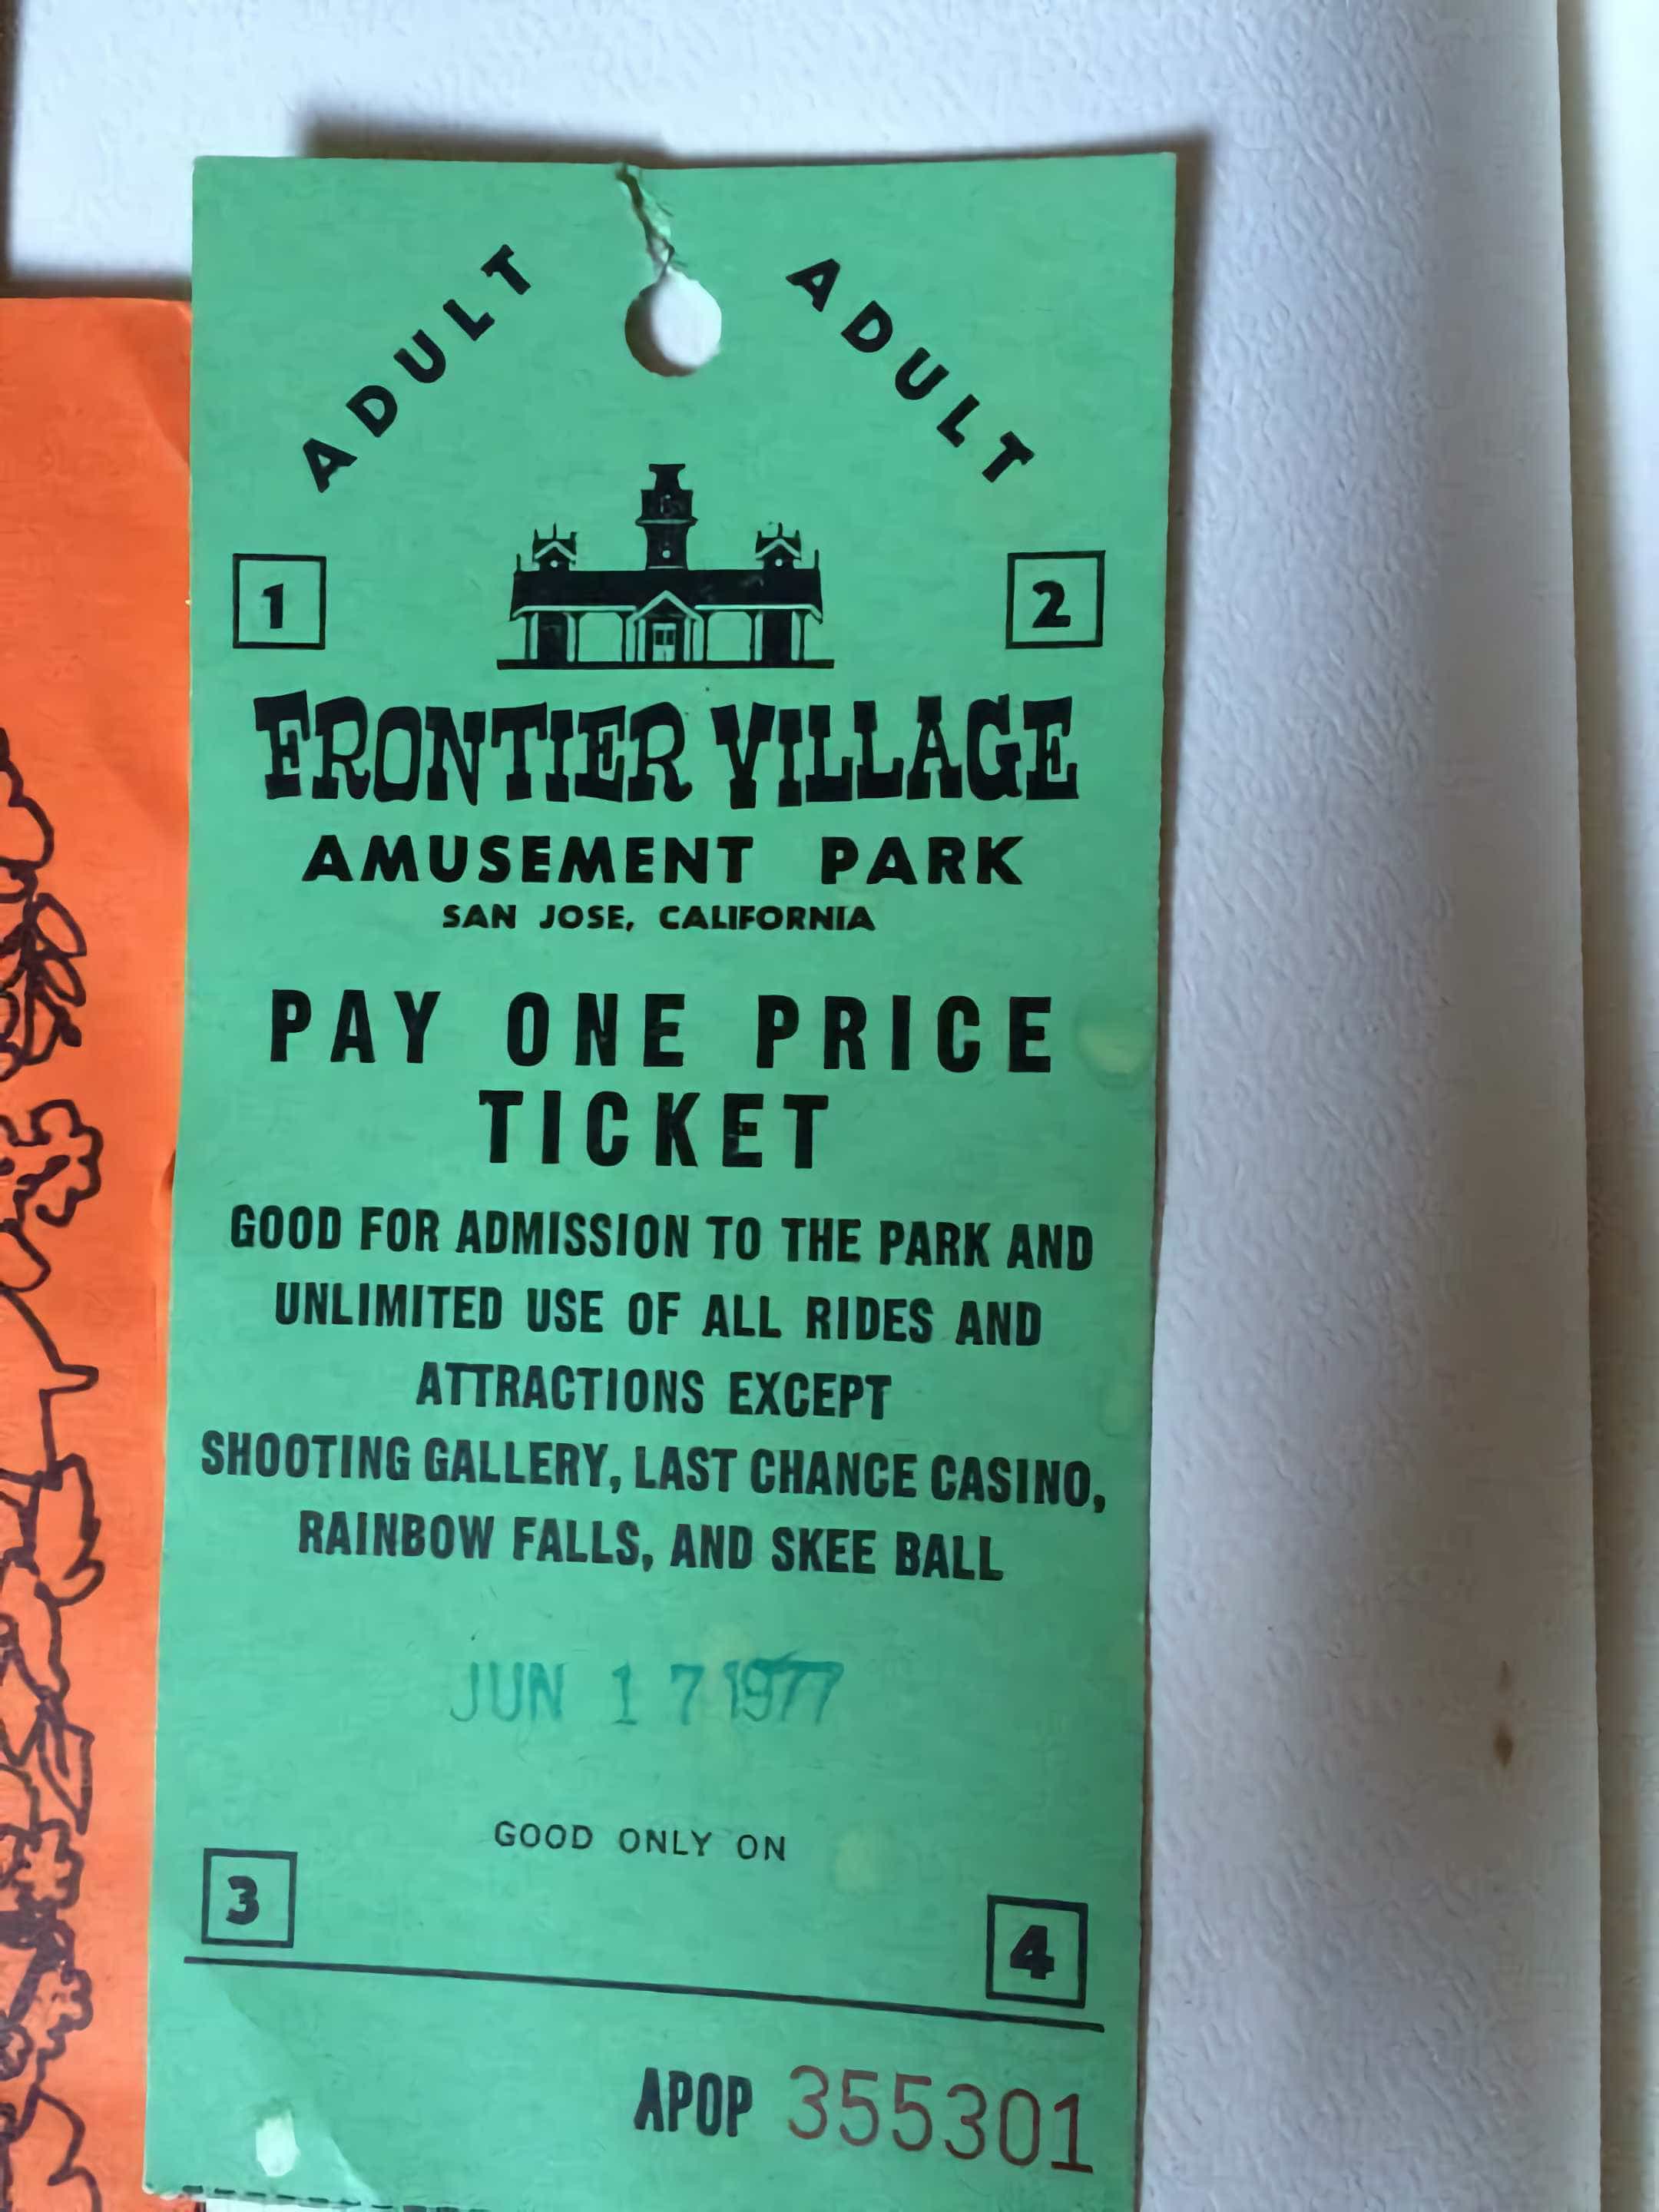 ADULT ADULT
1 2
FRONTIER VILLAGE
AMUSEMENT PARK
SAN JOSE, CALIFORNIA
PAY ONE PRICE
TICKET
GOOD FOR ADMISSION TO THE PARK AND
UNLIMITED USE OF ALL RIDES AND
ATTRACTIONS EXCEPT
SHOOTING GALLERY, LAST CHANCE CASINO,
RAINBOW FALLS, AND SKEE BALL
JUN 17 1977
GOOD ONLY ON
3 4
APOP 355301